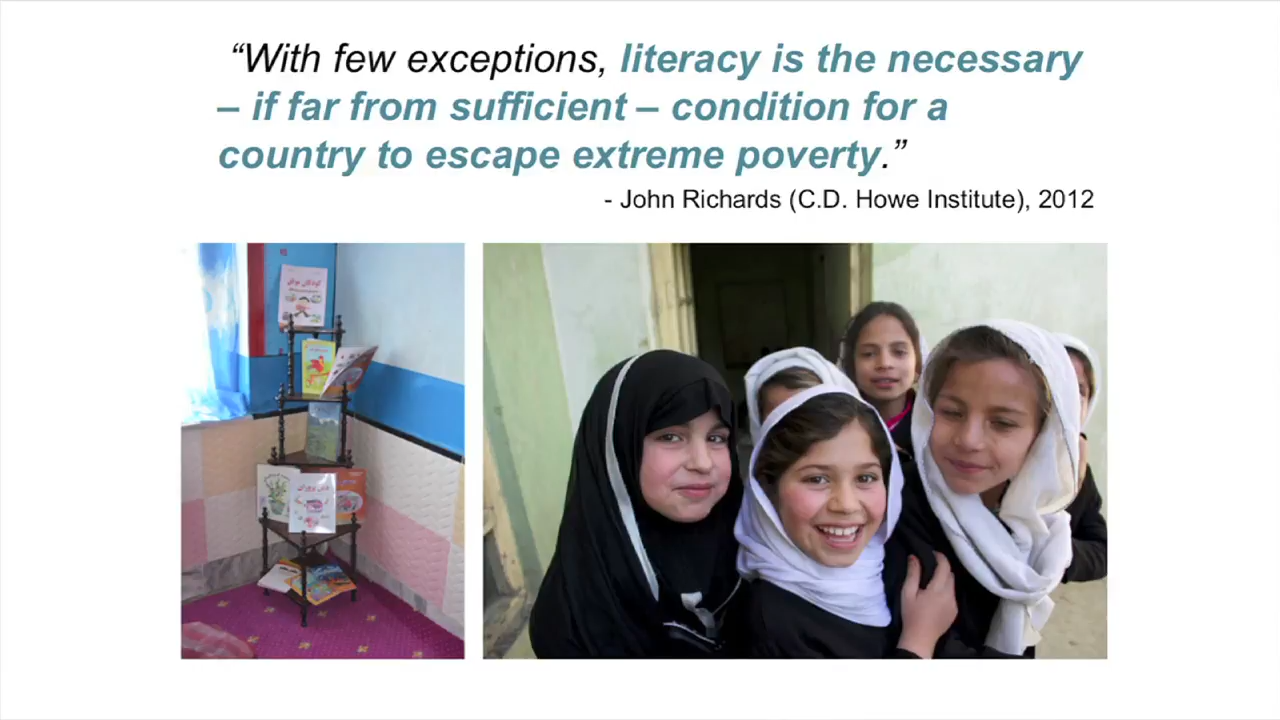 “With few exceptions, literacy is the necessary
– if far from sufficient – condition for a
country to escape extreme poverty.”
- John Richards (C.D. Howe Institute), 2012